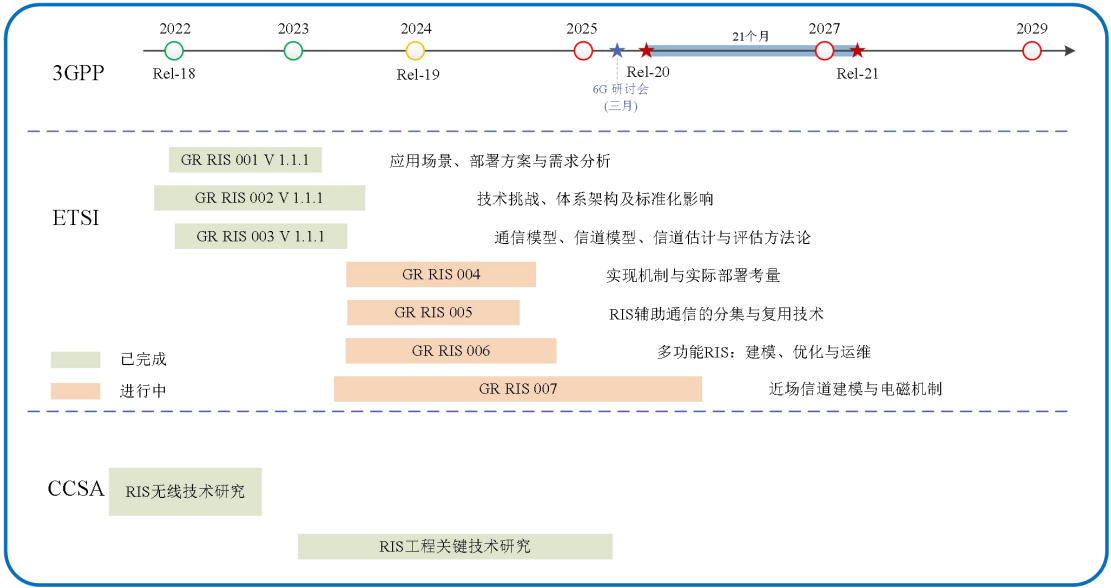 2022
2023
2024
2025
21个月
2027
2029
3GPP
Rel-18
Rel-19
Rel-20
Rel-21
6G 研讨会
(三月)
GR RIS 001 V 1.1.1
应用场景、部署方案与需求分析
GR RIS 002 V 1.1.1
技术挑战、体系架构及标准化影响
ETSI
GR RIS 003 V 1.1.1
通信模型、信道模型、信道估计与评估方法论
GR RIS 004
实现机制与实际部署考量
GR RIS 005
RIS辅助通信的分集与复用技术
GR RIS 006
多功能RIS：建模、优化与运维
已完成
GR RIS 007
近场信道建模与电磁机制
进行中
CCSA
RIS无线技术研究
RIS工程关键技术研究